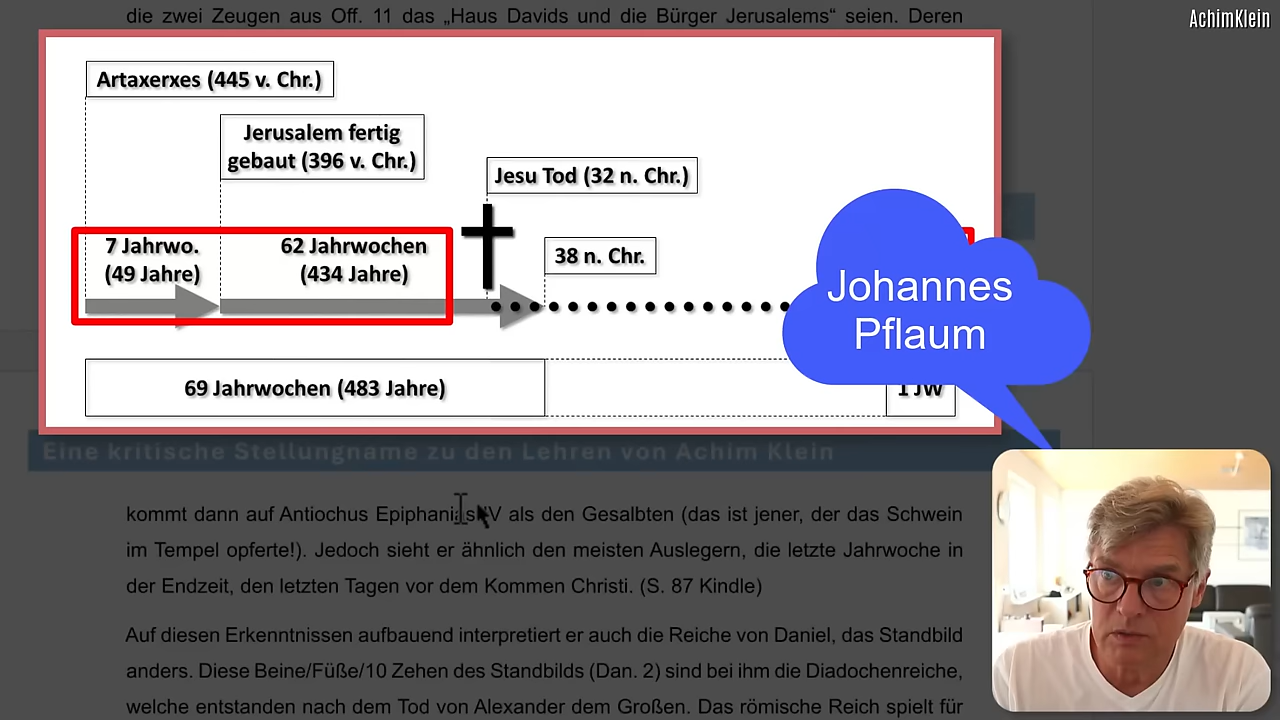 die zwei Zeugen aus Off. 11 das „Haus Davids und die Bürger Jerusalems“ seien. Deren
AchimKlein
Artaxerxes (445 v. Chr.)
Jerusalem fertig
gebaut (396 v. Chr.)
Jesu Tod (32 n. Chr.)
7 Jahrwo.
(49 Jahre)
62 Jahrwochen
(434 Jahre)
38 n. Chr.
Johannes
Pflaum
69 Jahrwochen (483 Jahre)
1 JW
Eine kritische Stellungname zu den Lehren von Achim Klein
kommt dann auf Antiochus Epiphanias IV als den Gesalbten (das ist jener, der das Schwein
im Tempel opferte!). Jedoch sieht er ähnlich den meisten Auslegern, die letzte Jahrwoche in
der Endzeit, den letzten Tagen vor dem Kommen Christi. (S. 87 Kindle)
Auf diesen Erkenntnissen aufbauend interpretiert er auch die Reiche von Daniel, das Standbild
anders. Diese Beine/Füße/10 Zehen des Standbilds (Dan. 2) sind bei ihm die Diadochenreiche,
welche entstanden nach dem Tod von Alexander dem Großen. Das römische Reich spielt für